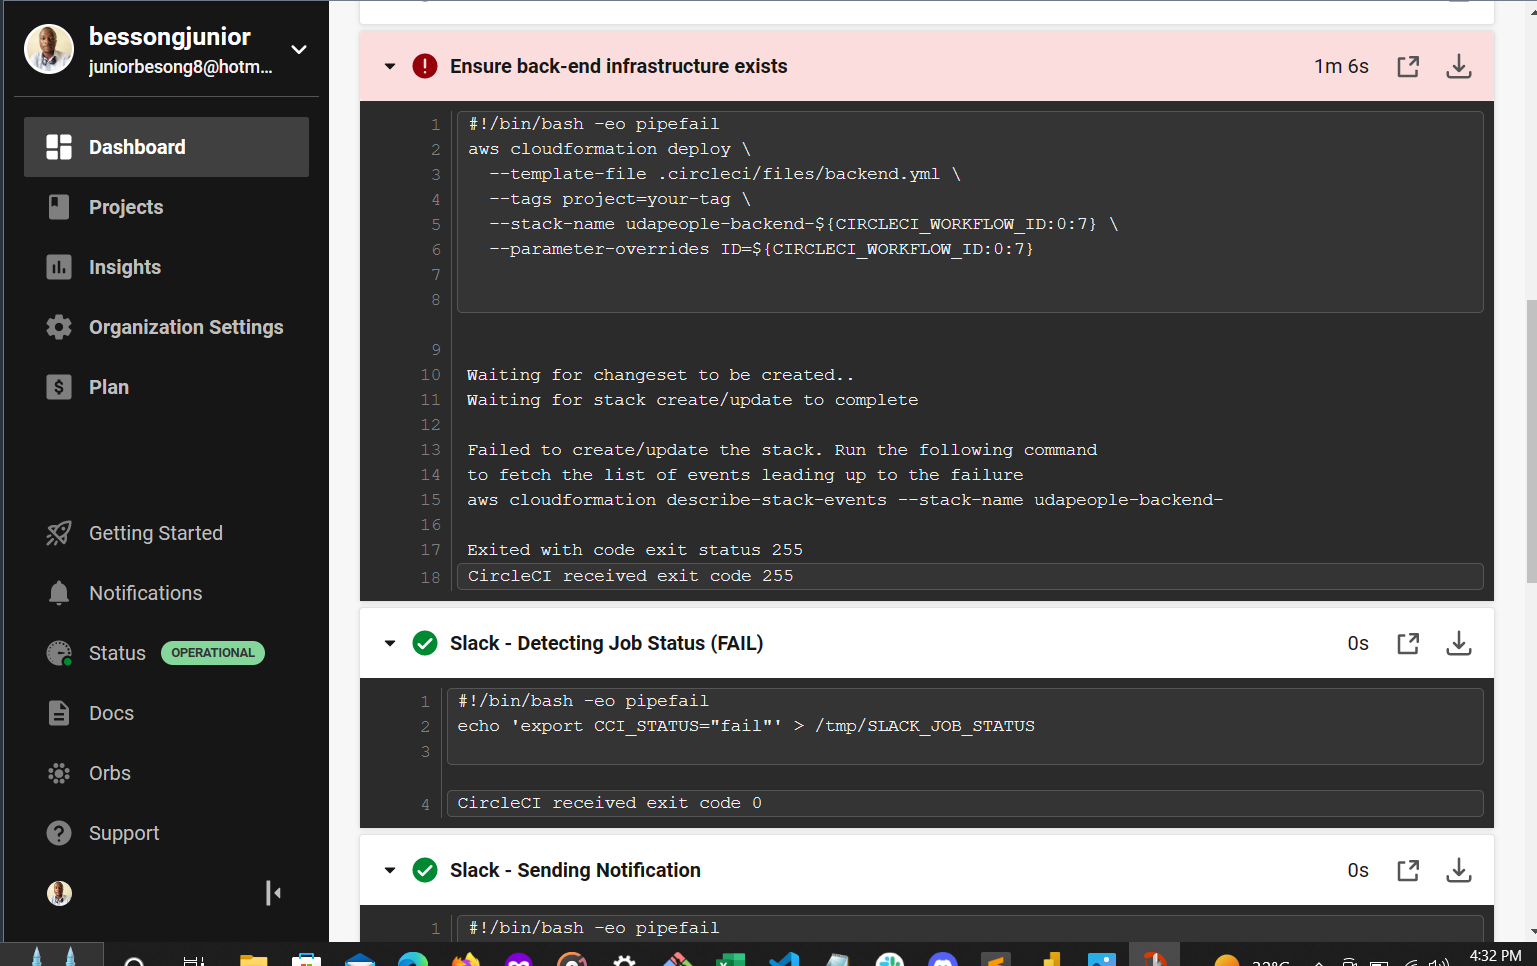 bessongjunior
juniorbesong8@hotm...
Dashboard
Projects
Insights
Organization Settings
$ Plan
Getting Started
Notifications
Status OPERATIONAL
Docs
Orbs
? Support
! Ensure back-end infrastructure exists 1m 6s
1 #!/bin/bash -eo pipefail
2 aws cloudformation deploy \
3 --template-file .circleci/files/backend.yml \
4 --tags project=your-tag \
5 --stack-name udapeople-backend-${CIRCLECI_WORKFLOW_ID:0:7} \
6 --parameter-overrides ID=${CIRCLECI_WORKFLOW_ID:0:7}
7
8
9
10 Waiting for changeset to be created..
11 Waiting for stack create/update to complete
12
13 Failed to create/update the stack. Run the following command
14 to fetch the list of events leading up to the failure
15 aws cloudformation describe-stack-events --stack-name udapeople-backend-
16
17 Exited with code exit status 255
18 CircleCI received exit code 255
Slack - Detecting Job Status (FAIL) 0s
1 #!/bin/bash -eo pipefail
2 echo 'export CCI_STATUS="fail"' > /tmp/SLACK_JOB_STATUS
3
4 CircleCI received exit code 0
Slack - Sending Notification 0s
1 #!/bin/bash -eo pipefail
4:32 PM